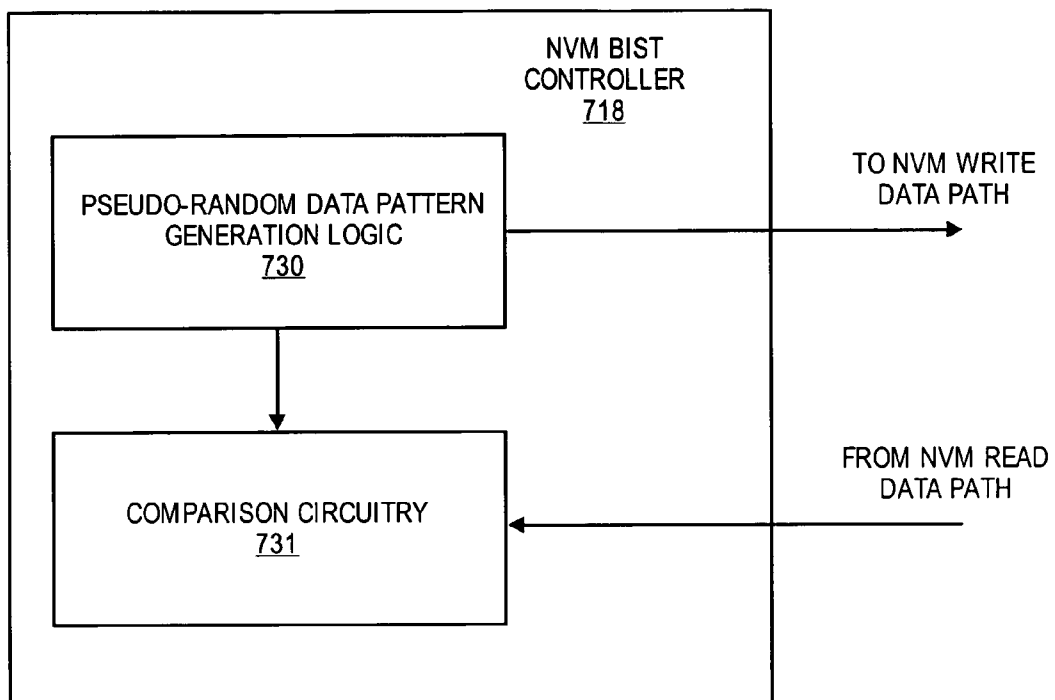 NVM BIST
CONTROLLER
718
PSEUDO-RANDOM DATA PATTERN
GENERATION LOGIC
730
TO NVM WRITE
DATA PATH
COMPARISON CIRCUITRY
731
FROM NVM READ
DATA PATH